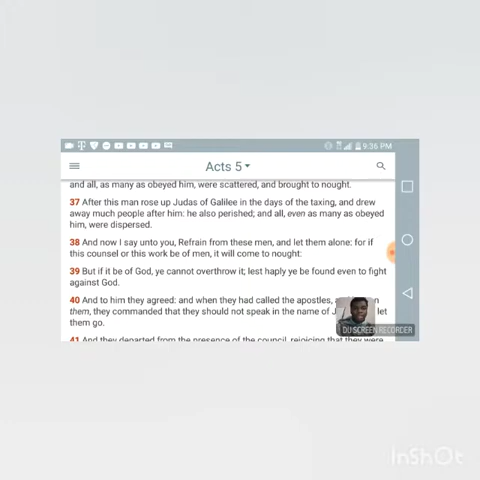 9:36 PM
Acts 5
and all, as many as obeyed him, were scattered, and brought to nought.
37 After this man rose up Judas of Galilee in the days of the taxing, and drew
away much people after him: he also perished; and all, even as many as obeyed
him, were dispersed.
38 And now I say unto you, Refrain from these men, and let them alone: for if
this counsel or this work be of men, it will come to nought:
39 But if it be of God, ye cannot overthrow it; lest haply ye be found even to fight
against God.
40 And to him they agreed: and when they had called the apostles,
them, they commanded that they should not speak in the name of let
them go.
41 And they departed from the presence of the council, rejoicing that they were
DU SCREEN RECORDER
InShOt